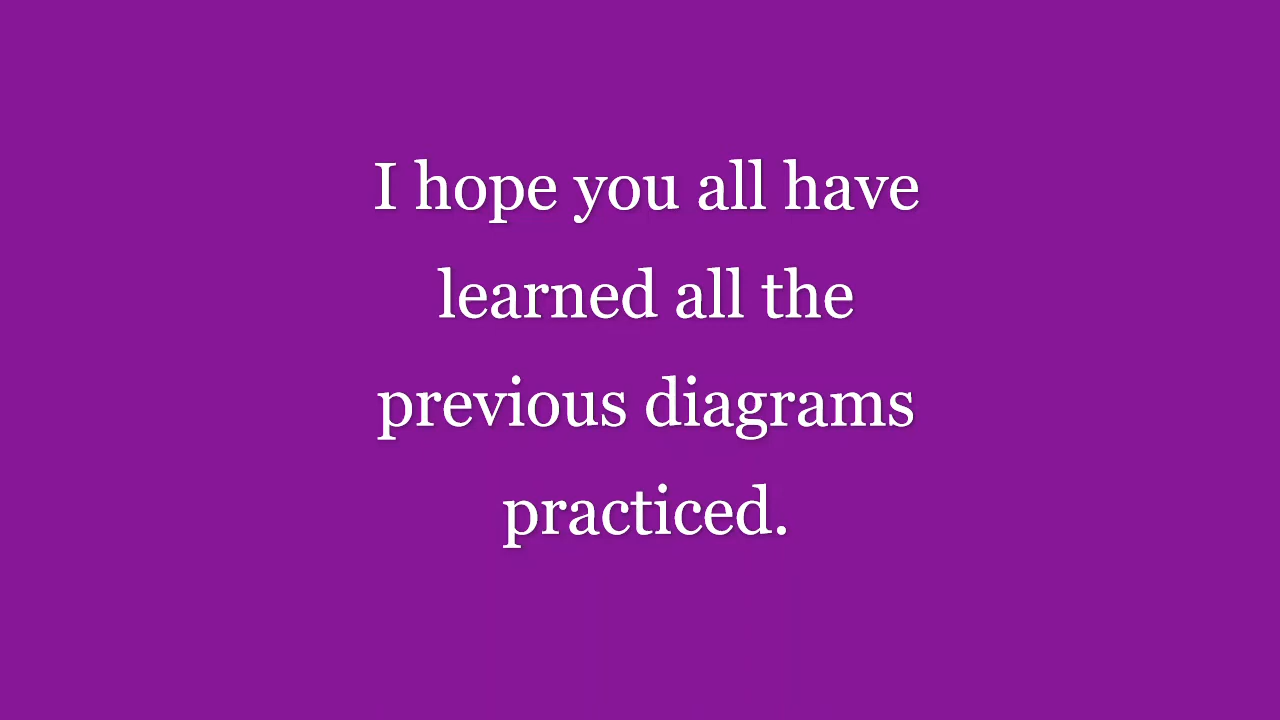 I hope you all have
learned all the
previous diagrams
practiced.